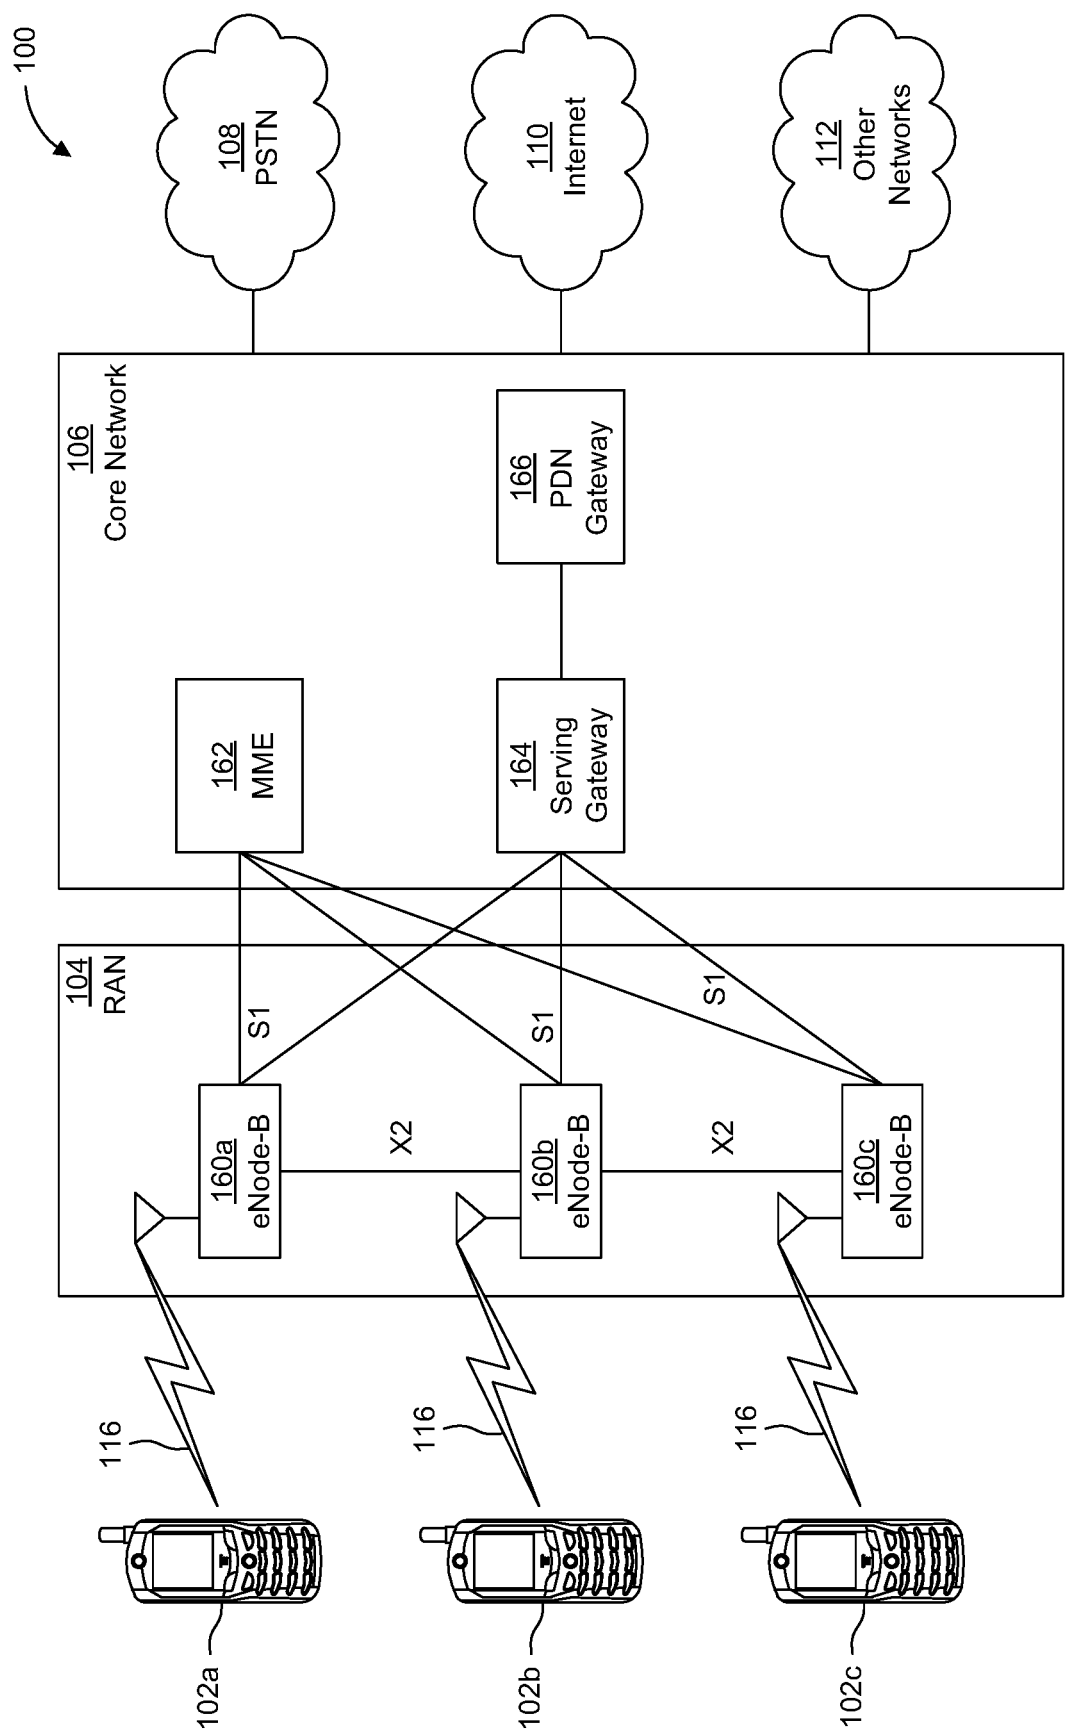 100
108
PSTN
110
Internet
112
Other
Networks
106
Core Network
162
MME
164
Serving
Gateway
166
PDN
Gateway
104
RAN
S1
S1
S1
160a
eNode-B
X2
160b
eNode-B
X2
160c
eNode-B
116
116
116
102a
102b
102c